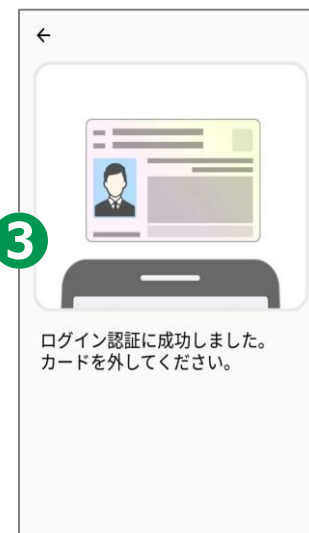 ←
3
ログイン認証に成功しました。
カードを外してください。